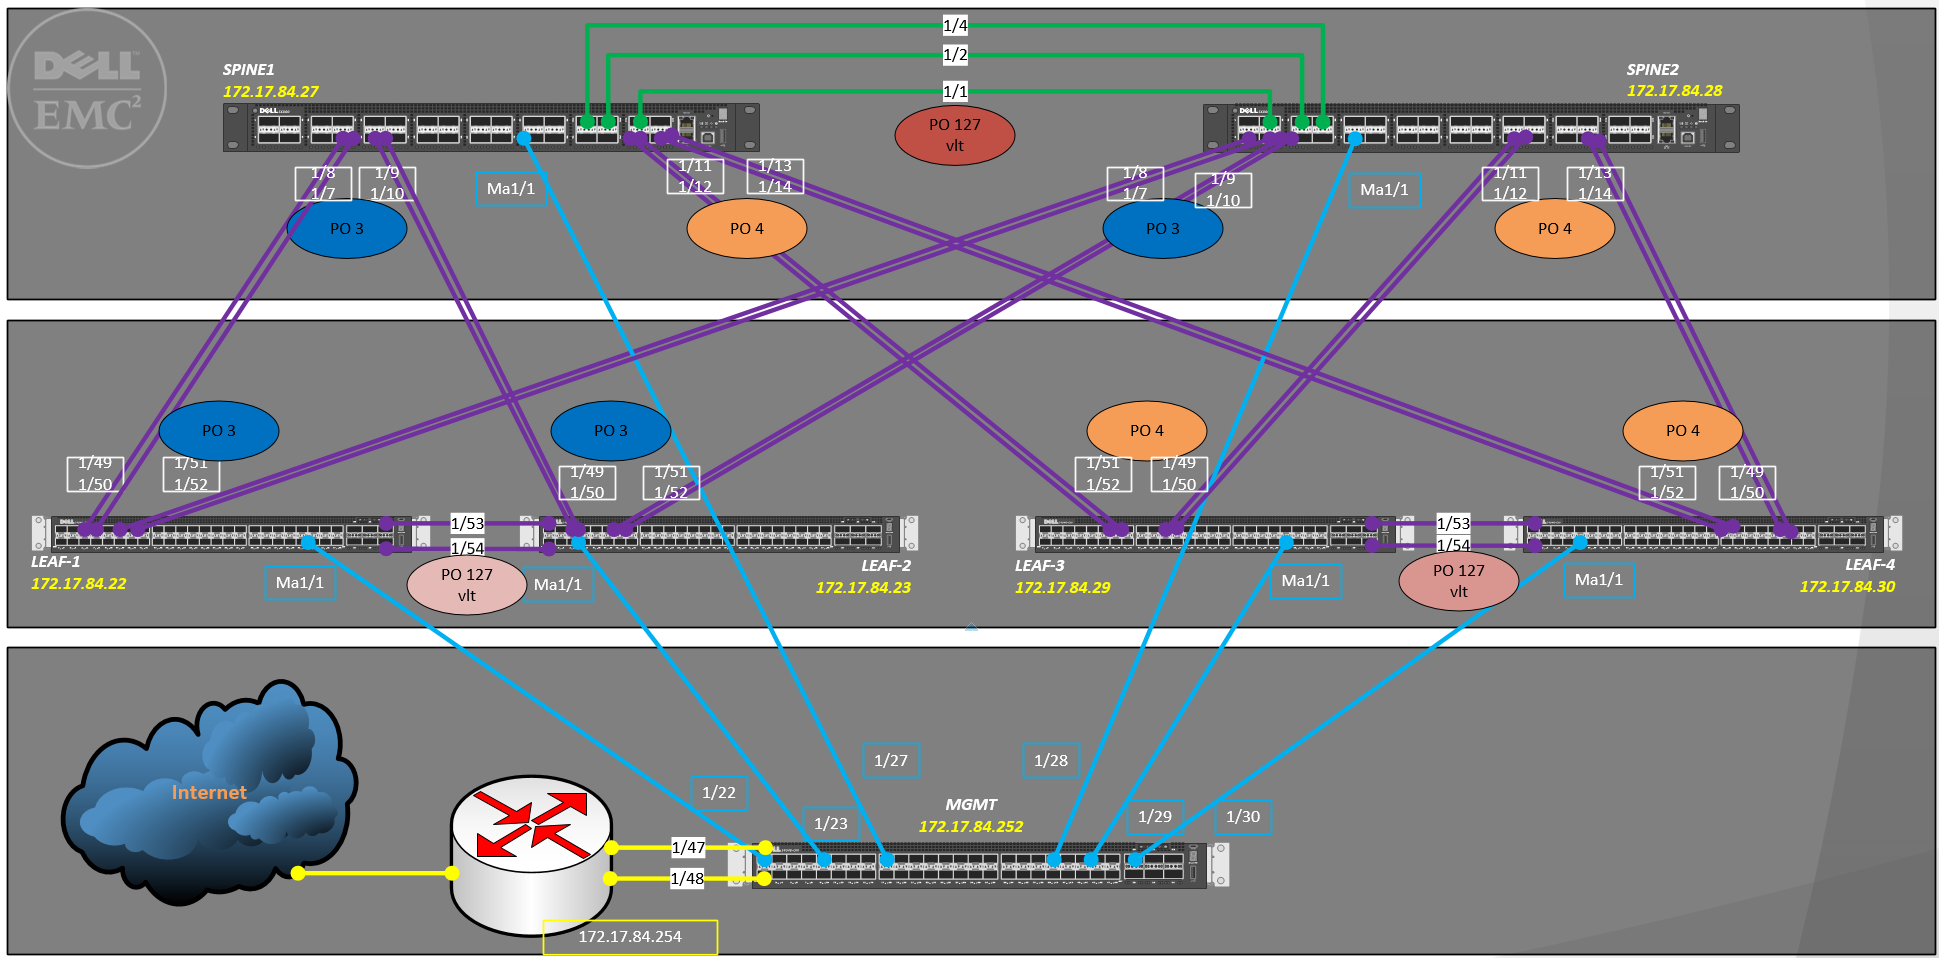 DELL
EMC²
SPINE1
172.17.84.27
SPINE2
172.17.84.28
1/4
1/2
1/1
PO 127
vlt
1/8
1/7
1/9
1/10
Ma1/1
1/11
1/12
1/13
1/14
1/8
1/7
1/9
1/10
Ma1/1
1/11
1/12
1/13
1/14
PO 3
PO 4
PO 3
PO 4
PO 3
PO 3
PO 4
PO 4
1/49
1/50
1/51
1/52
1/49
1/50
1/51
1/52
1/51
1/52
1/49
1/50
1/51
1/52
1/49
1/50
1/53
1/54
1/53
1/54
LEAF-1
172.17.84.22
Ma1/1
PO 127
vlt
Ma1/1
LEAF-2
172.17.84.23
LEAF-3
172.17.84.29
Ma1/1
PO 127
vlt
Ma1/1
LEAF-4
172.17.84.30
Internet
1/22
1/23
1/27
1/28
1/29
1/30
MGMT
172.17.84.252
1/47
1/48
172.17.84.254